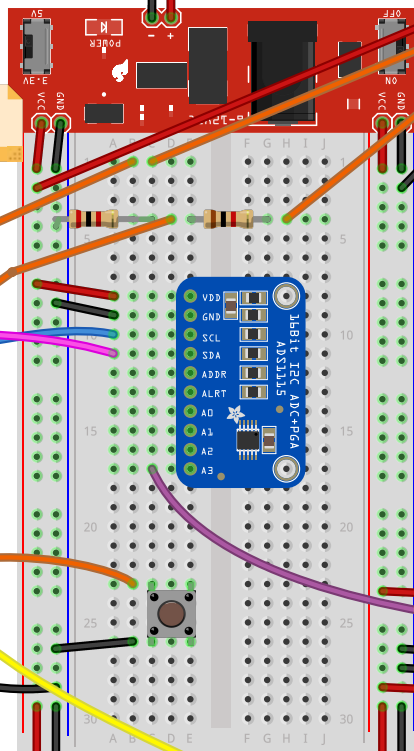 5V
OFF
- +
POWER
3.3V
ON
VCC GND
VCC GND
A B C D E F G H I J
1 1
5 5
VDD
GND
SCL
SDA
ADDR
ALRT
A0
A1
A2
A3
16Bit I2C ADC+PGA
ADS1115
10 10
15 15
20 20
25 25
30 30
A B C D E F G H I J